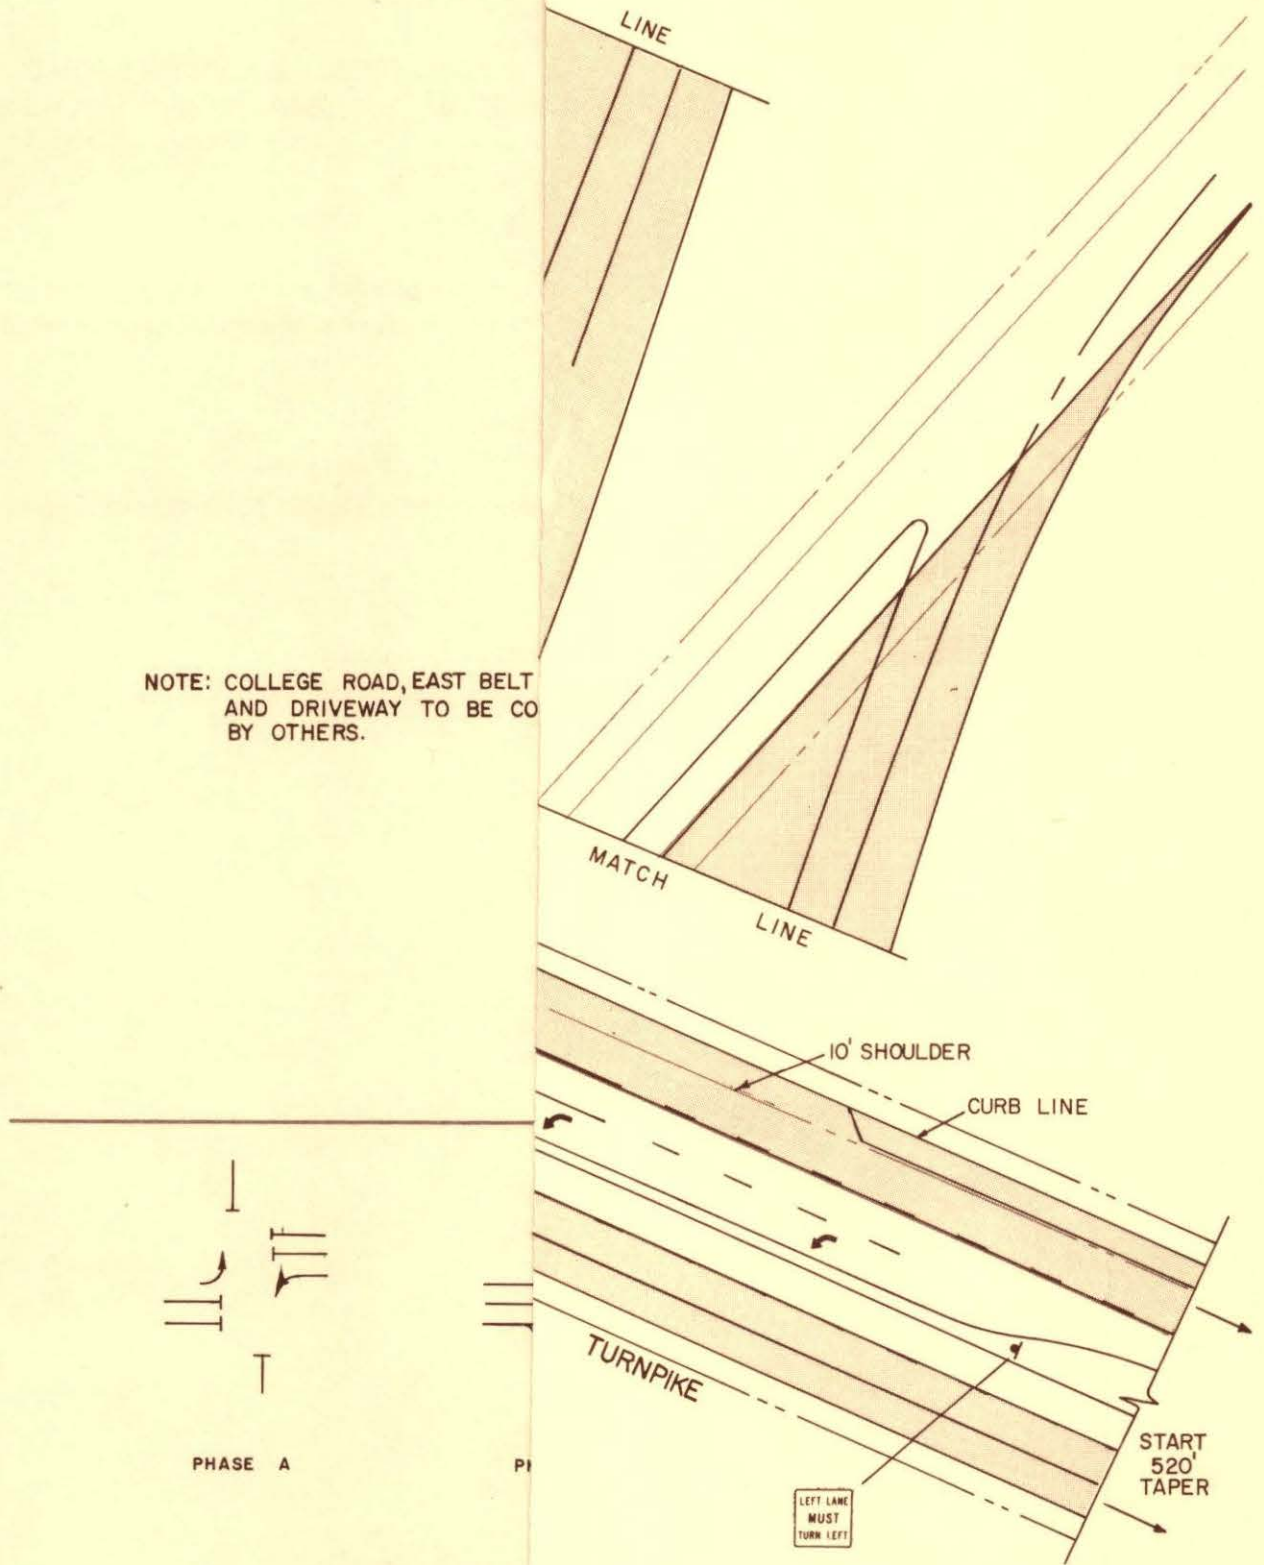 LINE
NOTE: COLLEGE ROAD, EAST BELT
AND DRIVEWAY TO BE CO
BY OTHERS.
MATCH
LINE
10' SHOULDER
CURB LINE
TURNPIKE
PHASE A
PH
START
520'
TAPER
LEFT LANE
MUST
TURN LEFT